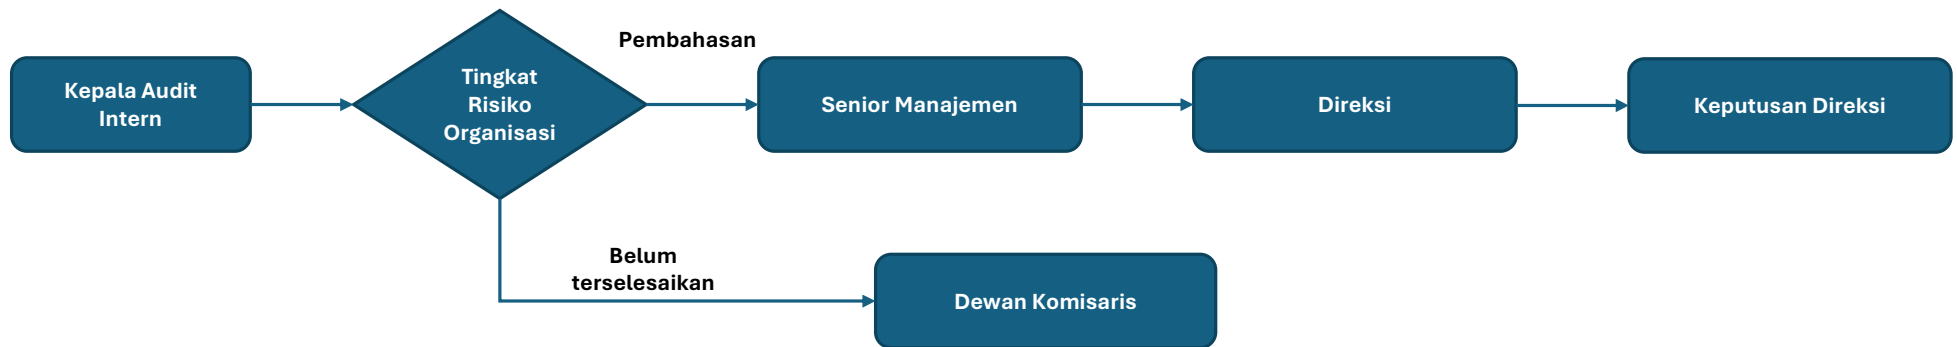 Kepala Audit
Intern
Tingkat
Risiko
Organisasi
Pembahasan
Senior Manajemen
Direksi
Keputusan Direksi
Belum
terselesaikan
Dewan Komisaris